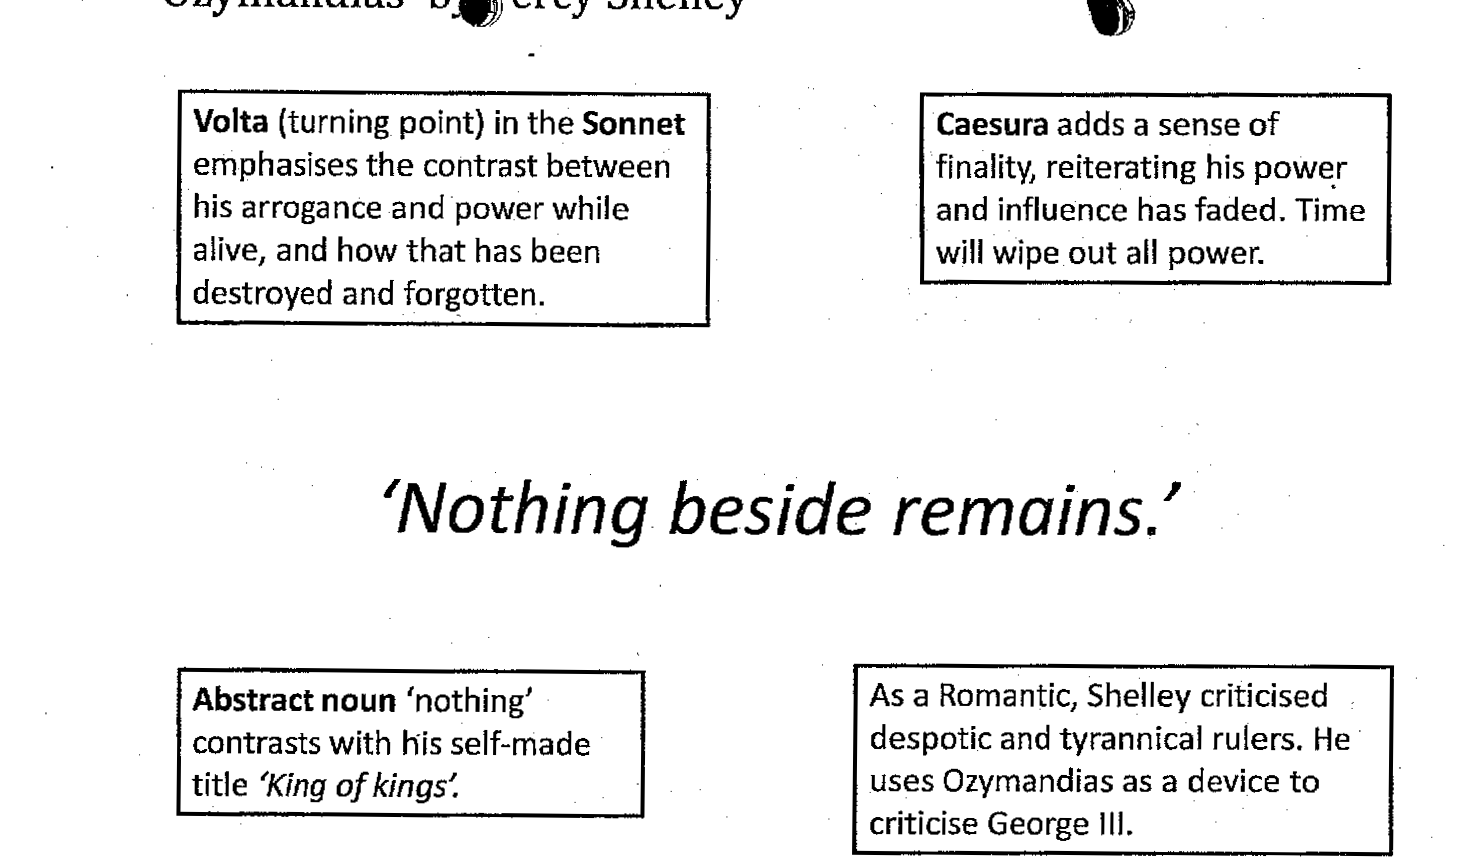 Ozymandias' by Percy Shelley
Volta (turning point) in the Sonnet
emphasises the contrast between
his arrogance and power while
alive, and how that has been
destroyed and forgotten.
Caesura adds a sense of
finality, reiterating his power
and influence has faded. Time
will wipe out all power.
'Nothing beside remains.'
Abstract noun 'nothing'
contrasts with his self-made
title 'King of kings'.
As a Romantic, Shelley criticised
despotic and tyrannical rulers. He
uses Ozymandias as a device to
criticise George III.